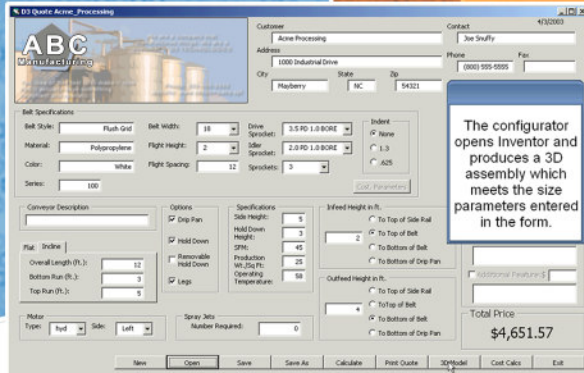 D3 Quote Acme_Processing
4/3/2003
ABC
Manufacturing
Customer
Acme Processing
Contact
Joe Snuffy
Address
1000 Industrial Drive
Phone
(800) 555-5555
Fax
City
Mayberry
State
NC
Zip
54321
The configurator
opens Inventor and
produces a 3D
assembly which
meets the size
parameters entered
in the form.
Belt Specifications
Belt Style:
Flush Grid
Belt Width:
18
Drive
Sprocket:
3.5 PD 1.0 BORE
Indent
None
1.3
.625
Material:
Polypropylene
Flight Height:
2
Idler
Sprocket:
2.0 PD 1.0 BORE
Color:
White
Flight Spacing:
12
Sprockets:
3
Series:
100
Cust. Parameters
Conveyor Description
Options
Drip Pan
Hold Down
Removable
Hold Down
Legs
Specifications
Side Height:
5
Hold Down
Height:
3
SFM:
45
Production
Wt./Sq Ft:
25
Operating
Temperature:
58
Infeed Height in ft.
2
To Top of Side Rail
To Top of Belt
To Bottom of Belt
To Bottom of Drip Pan
Flat
Incline
Overall Length (ft.):
12
Bottom Run (ft.):
3
Top Run (ft.):
5
Outfeed Height in ft.
4
To Top of Side Rail
ToTop of Belt
To Bottom of Belt
To Bottom of Drip Pan
Additional Feature:$
Motor
Type:
hyd
Side:
Left
Spray Jets
Number Required:
0
Total Price
$4,651.57
New
Open
Save
Save As
Calculate
Print Quote
3DModel
Cost Calcs
Exit